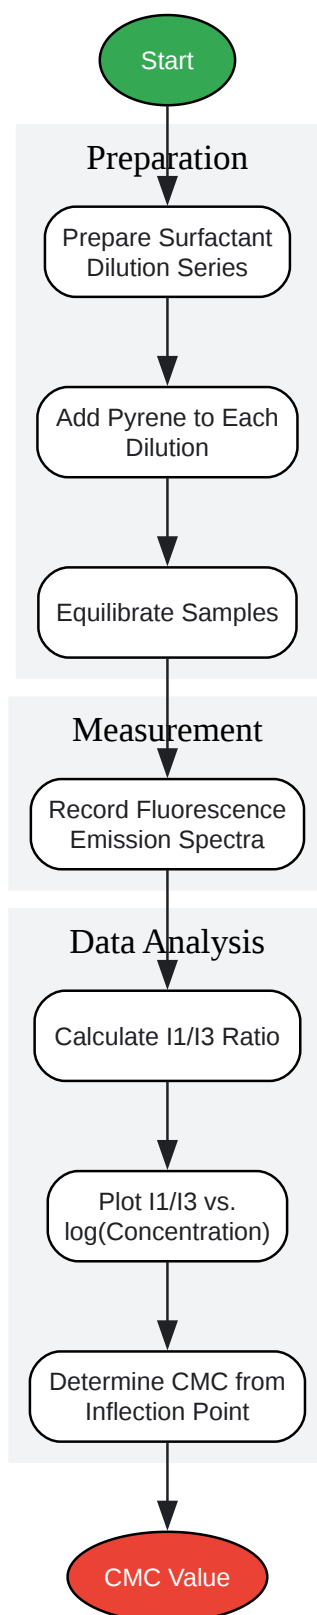 Start
Preparation
Prepare Surfactant
Dilution Series
Add Pyrene to Each
Dilution
Equilibrate Samples
Measurement
Record Fluorescence
Emission Spectra
Data Analysis
Calculate I1/I3 Ratio
Plot I1/I3 vs.
log(Concentration)
Determine CMC from
Inflection Point
CMC Value